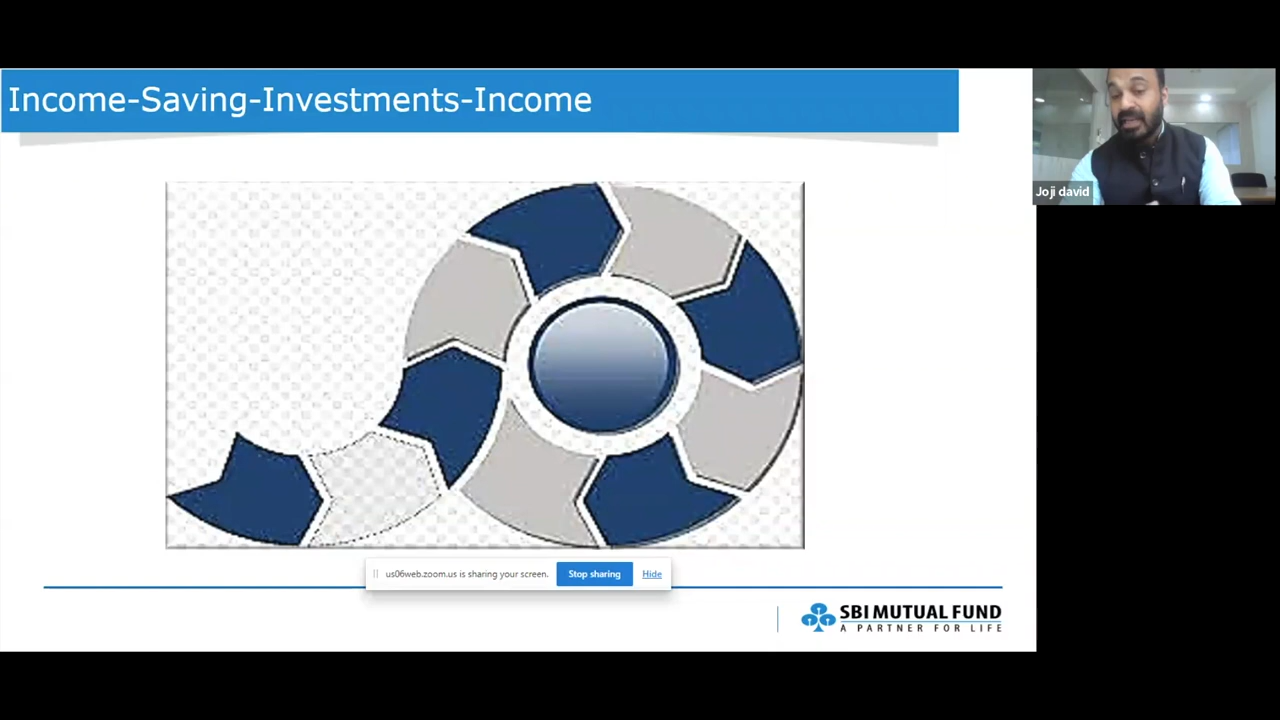 Income-Saving-Investments-Income
Joji david
us06web.zoom.us is sharing your screen.
Stop sharing
Hide
SBI MUTUAL FUND
A PARTNER FOR LIFE